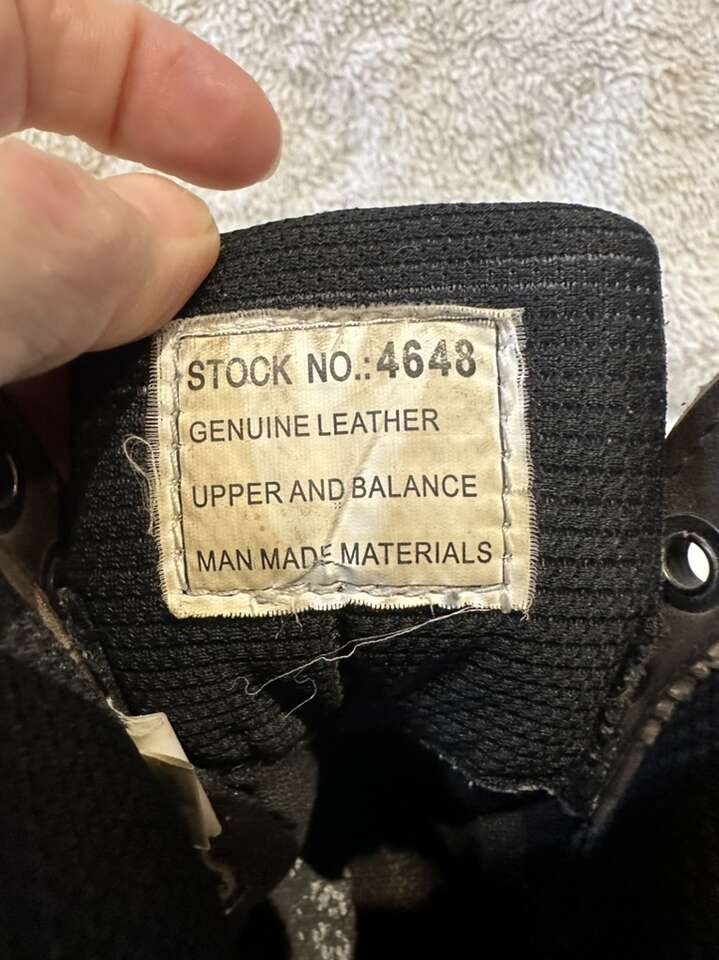 STOCK NO.: 4648
GENUINE LEATHER
UPPER AND BALANCE
MAN MADE MATERIALS